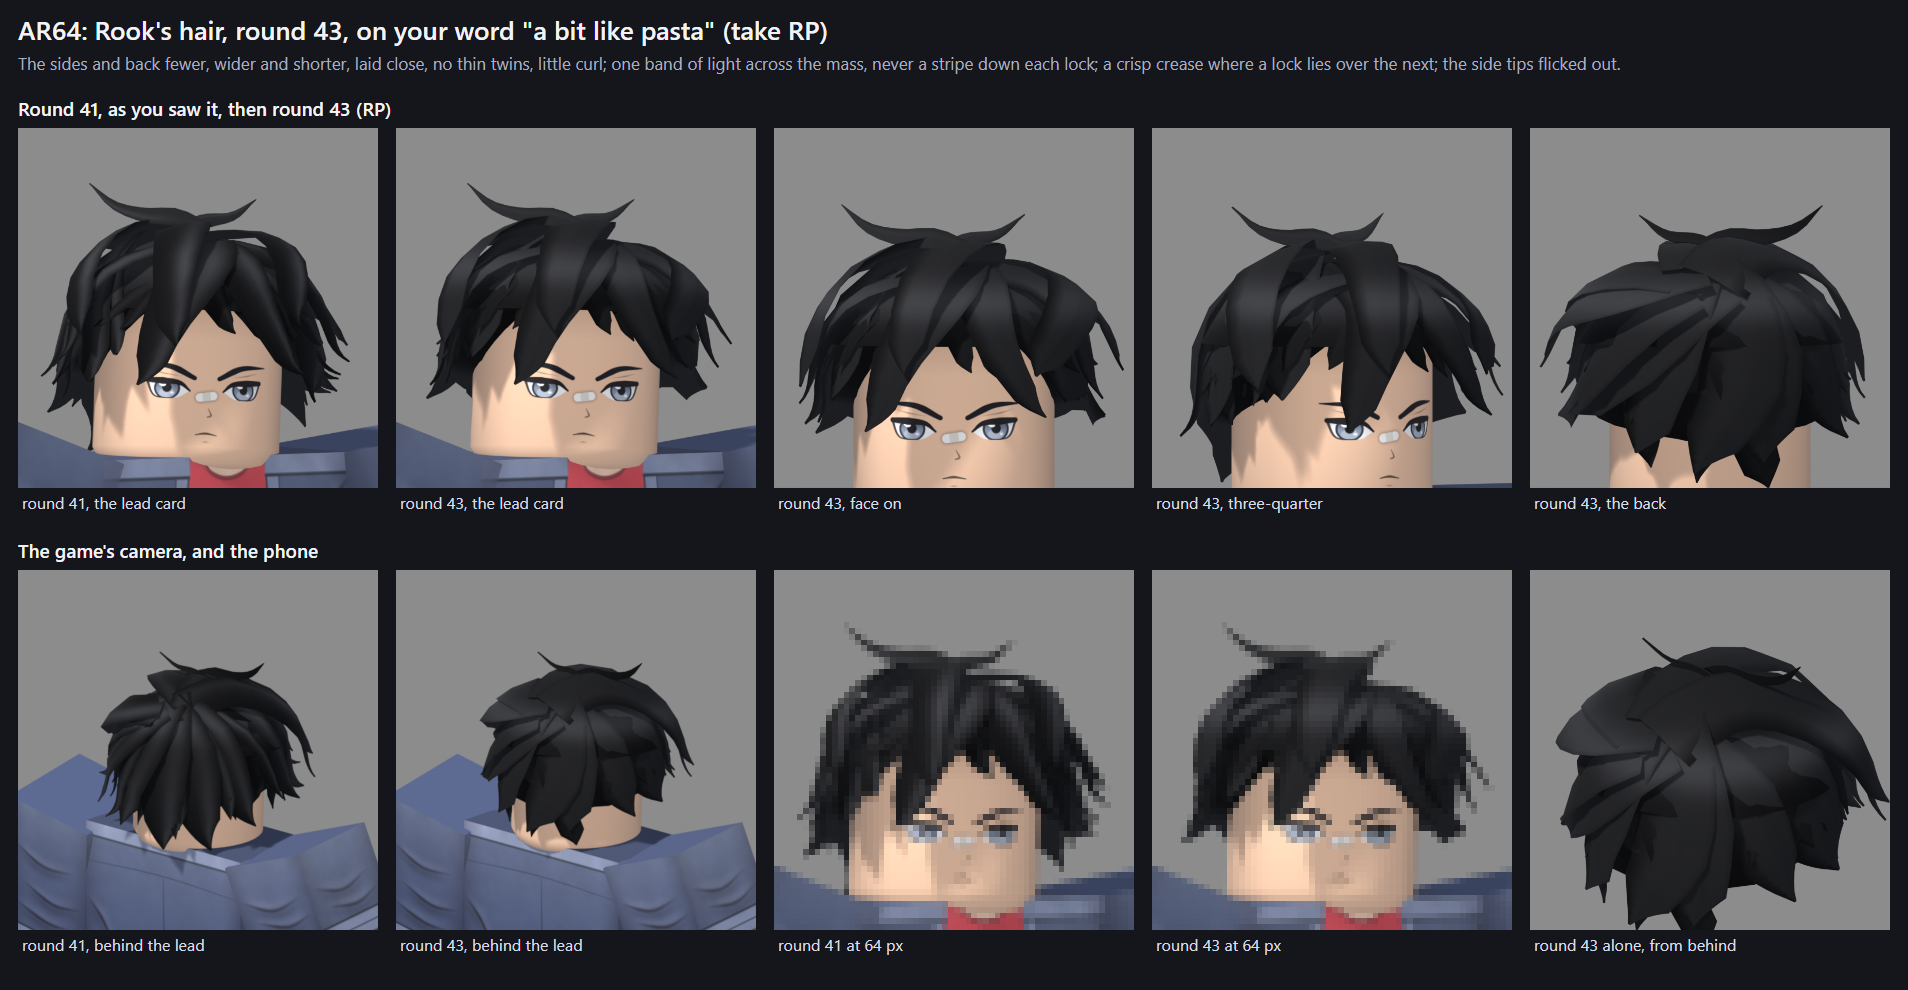 AR64: Rook's hair, round 43, on your word "a bit like pasta" (take RP)
The sides and back fewer, wider and shorter, laid close, no thin twins, little curl; one band of light across the mass, never a stripe down each lock; a crisp crease where a lock lies over the next; the side tips flicked out.
Round 41, as you saw it, then round 43 (RP)
round 41, the lead card
round 43, the lead card
round 43, face on
round 43, three-quarter
round 43, the back
The game's camera, and the phone
round 41, behind the lead
round 43, behind the lead
round 41 at 64 px
round 43 at 64 px
round 43 alone, from behind